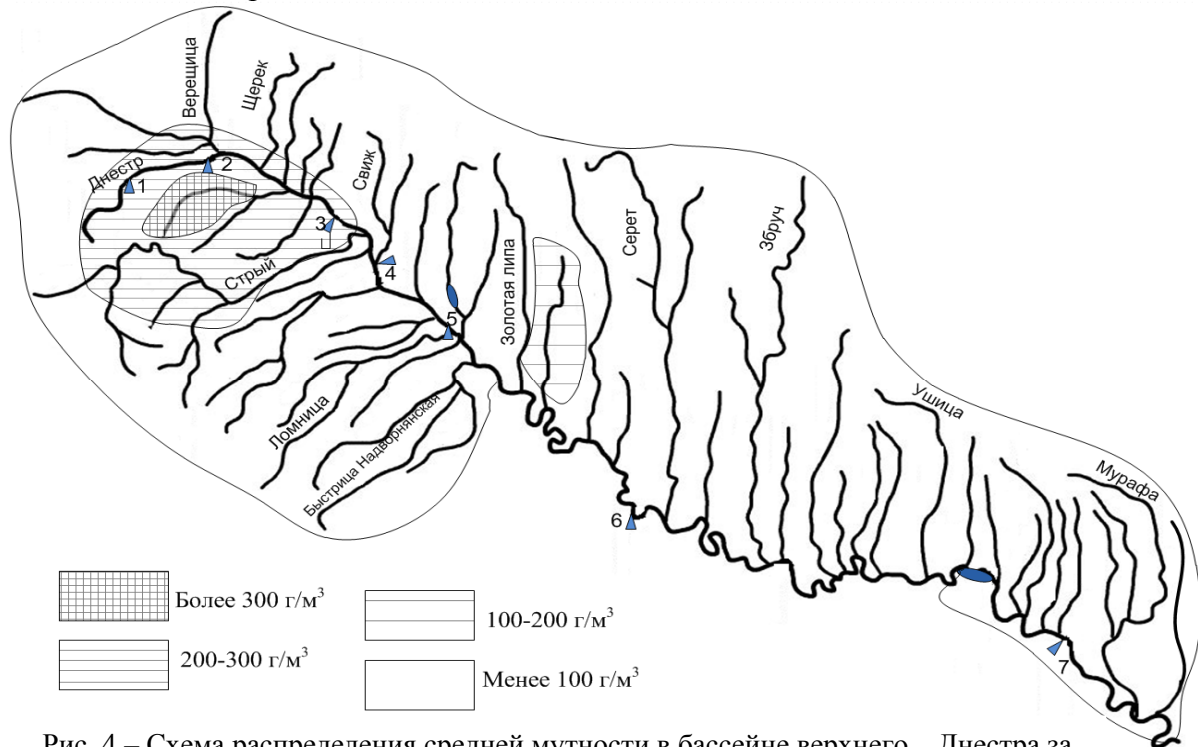 Верещица
Щерек
Днестр
1
2
Свиж
3
4
Стрый
5
Золотая липа
Серет
Збруч
Ломница
Быстрица Надворнянская
Ушица
Мурафа
6
7
Более 300 г/м³
100-200 г/м³
200-300 г/м³
Менее 100 г/м³
Рис. 4 – Схема распределения средней мутности в бассейне верхнего Днестра за